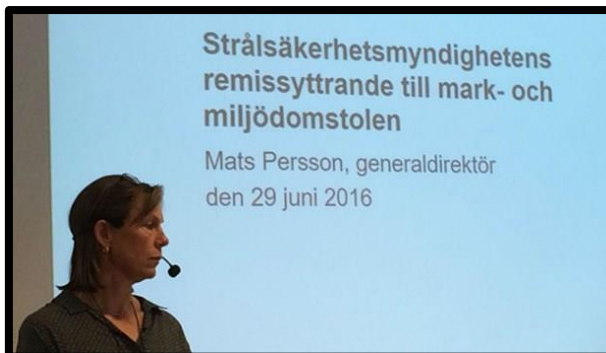 Strålsäkerhetsmyndighetens
remissyttrande till mark- och
miljödomstolen
Mats Persson, generaldirektör
den 29 juni 2016